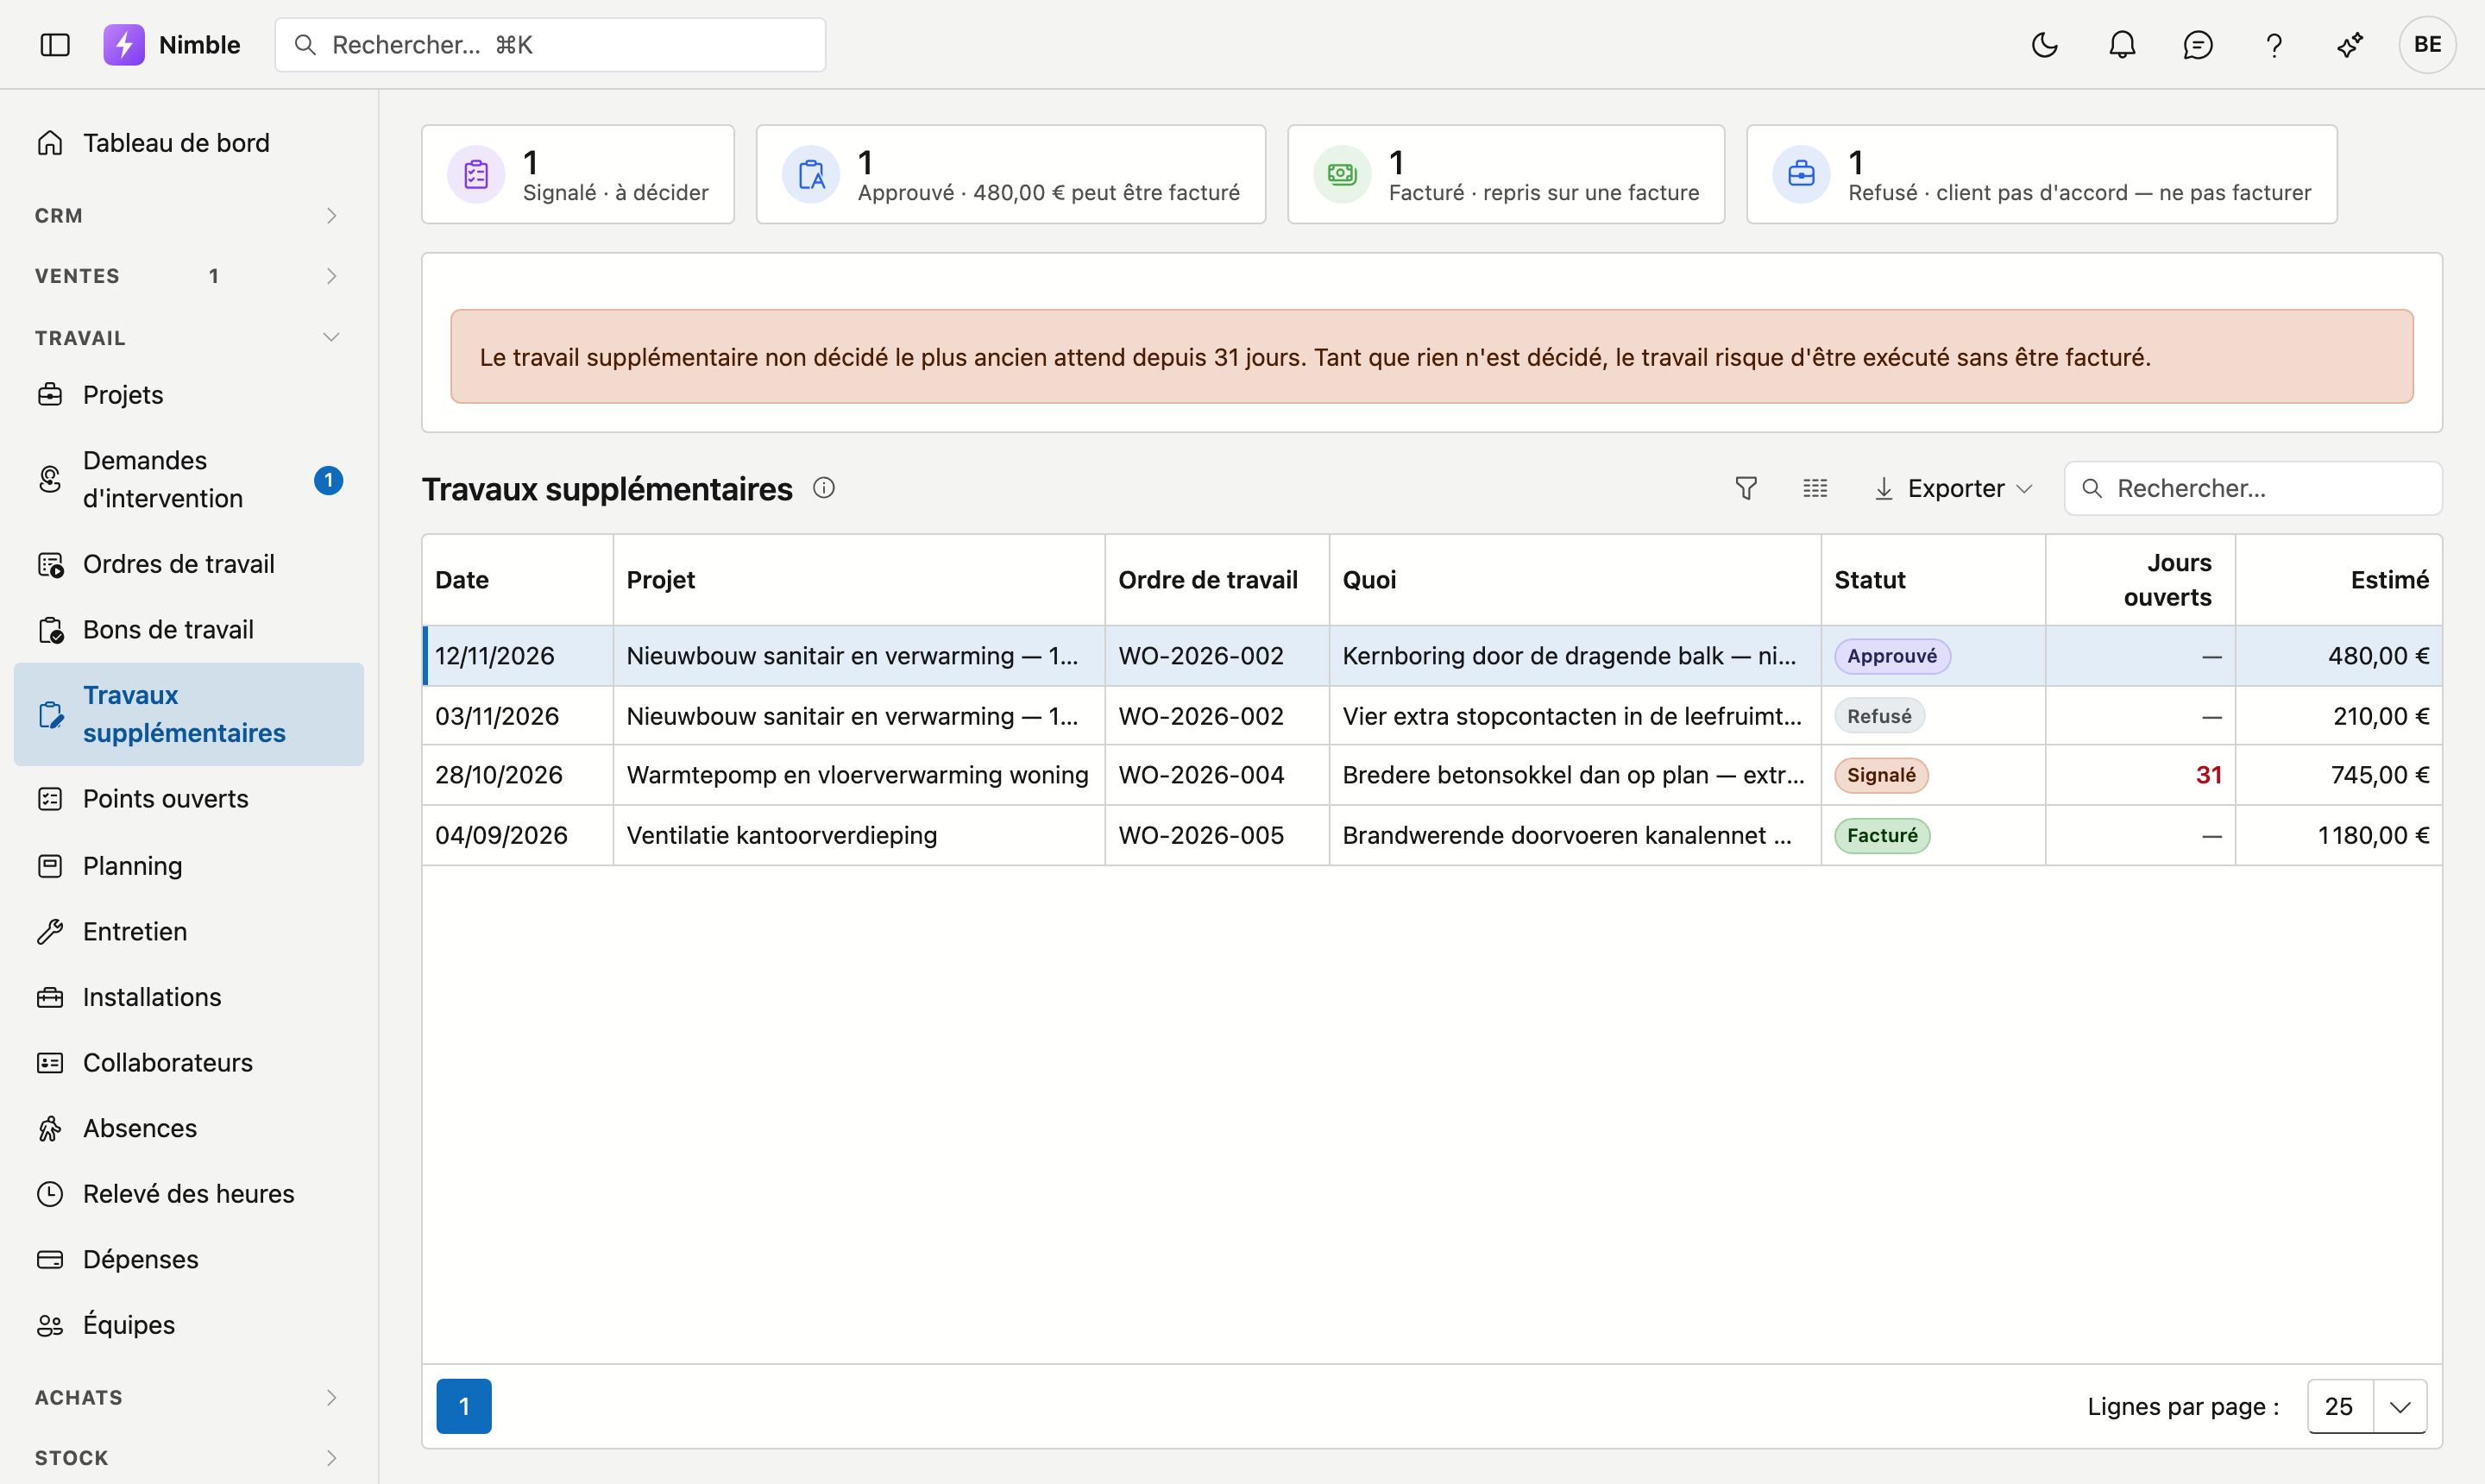 Nimble
Rechercher... ⌘K
BE
Tableau de bord
CRM
VENTES 1
TRAVAIL
Projets
Demandes
d'intervention
1
Ordres de travail
Bons de travail
Travaux
supplémentaires
Points ouverts
Planning
Entretien
Installations
Collaborateurs
Absences
Relevé des heures
Dépenses
Équipes
ACHATS
STOCK
1
Signalé · à décider
1
Approuvé · 480,00 € peut être facturé
1
Facturé · repris sur une facture
1
Refusé · client pas d'accord — ne pas facturer
Le travail supplémentaire non décidé le plus ancien attend depuis 31 jours. Tant que rien n'est décidé, le travail risque d'être exécuté sans être facturé.
Travaux supplémentaires
Exporter
Rechercher...
Date Projet Ordre de travail Quoi Statut Jours ouverts Estimé
12/11/2026 Nieuwbouw sanitair en verwarming — 1... WO-2026-002 Kernboring door de dragende balk — ni... Approuvé — 480,00 €
03/11/2026 Nieuwbouw sanitair en verwarming — 1... WO-2026-002 Vier extra stopcontacten in de leefruimt... Refusé — 210,00 €
28/10/2026 Warmtepomp en vloerverwarming woning WO-2026-004 Bredere betonsokkel dan op plan — extr... Signalé 31 745,00 €
04/09/2026 Ventilatie kantoorverdieping WO-2026-005 Brandwerende doorvoeren kanalennet ... Facturé — 1 180,00 €
1
Lignes par page : 25